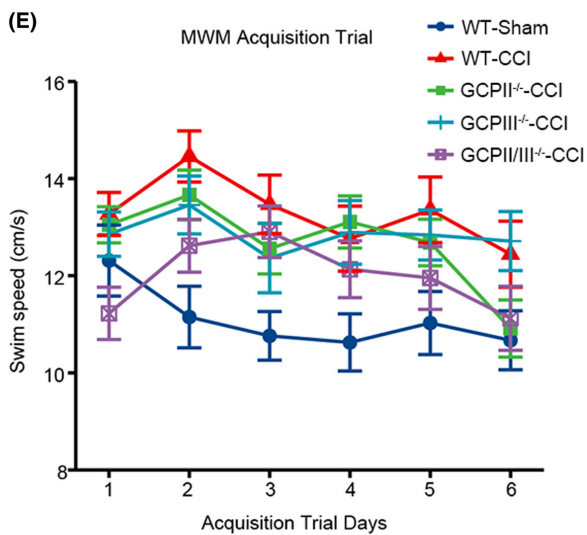 (E)
MWM Acquisition Trial
WT-Sham
WT-CCI
GCPII⁻/⁻-CCI
GCPIII⁻/⁻-CCI
GCPII/III⁻/⁻-CCI
Swim speed (cm/s)
16
14
12
10
8
1 2 3 4 5 6
Acquisition Trial Days